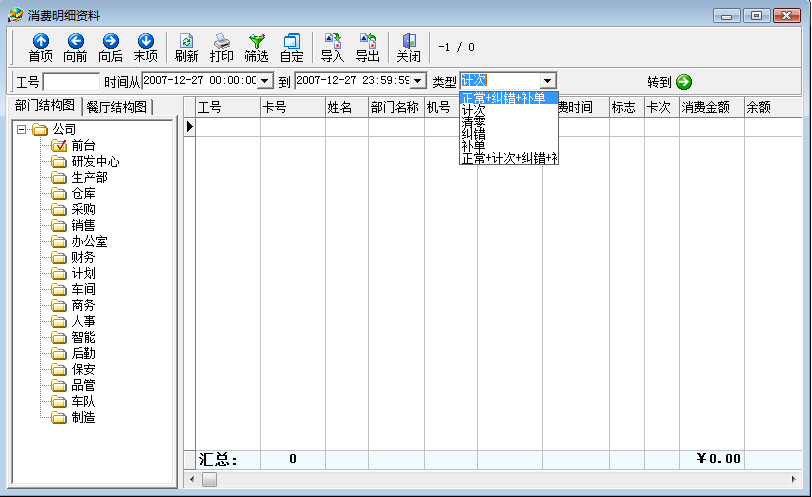 消费明细资料
首项 向前 向后 末项 刷新 打印 筛选 自定 导入 导出 关闭 -1 / 0
工号 时间从 2007-12-27 00:00:00 到 2007-12-27 23:59:59 类型 计次 转到
部门结构图 餐厅结构图
工号 卡号 姓名 部门名称 机号 费时间 标志 卡次 消费金额 余额
正常+纠错+补单
计次
清零
纠错
补单
正常+计次+纠错+补
公司
前台
研发中心
生产部
仓库
采购
销售
办公室
财务
计划
车间
商务
人事
智能
后勤
保安
品管
车队
制造
汇总: 0 ￥0.00